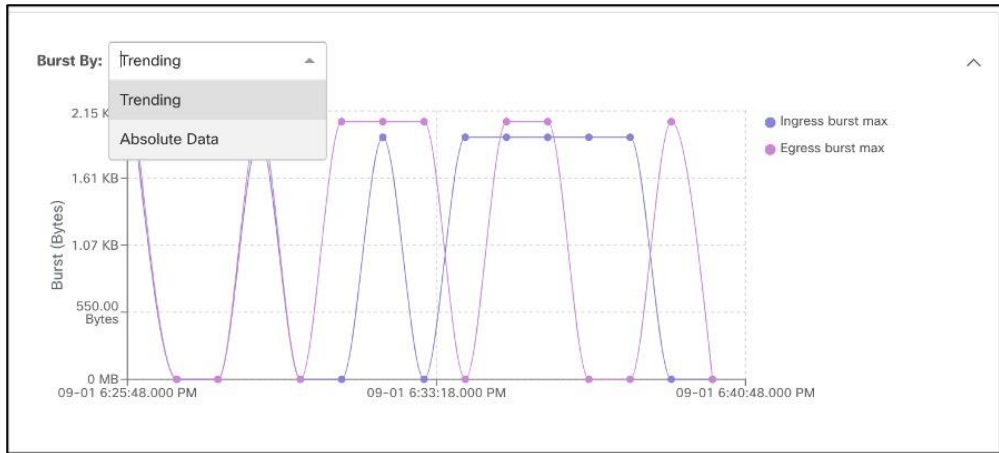 Burst By: Trending
Trending
Absolute Data
2.15 K
1.61 KB
1.07 KB
550.00
Bytes
0 MB
Burst (Bytes)
09-01 6:25:48.000 PM
09-01 6:33:18.000 PM
09-01 6:40:48.000 PM
Ingress burst max
Egress burst max